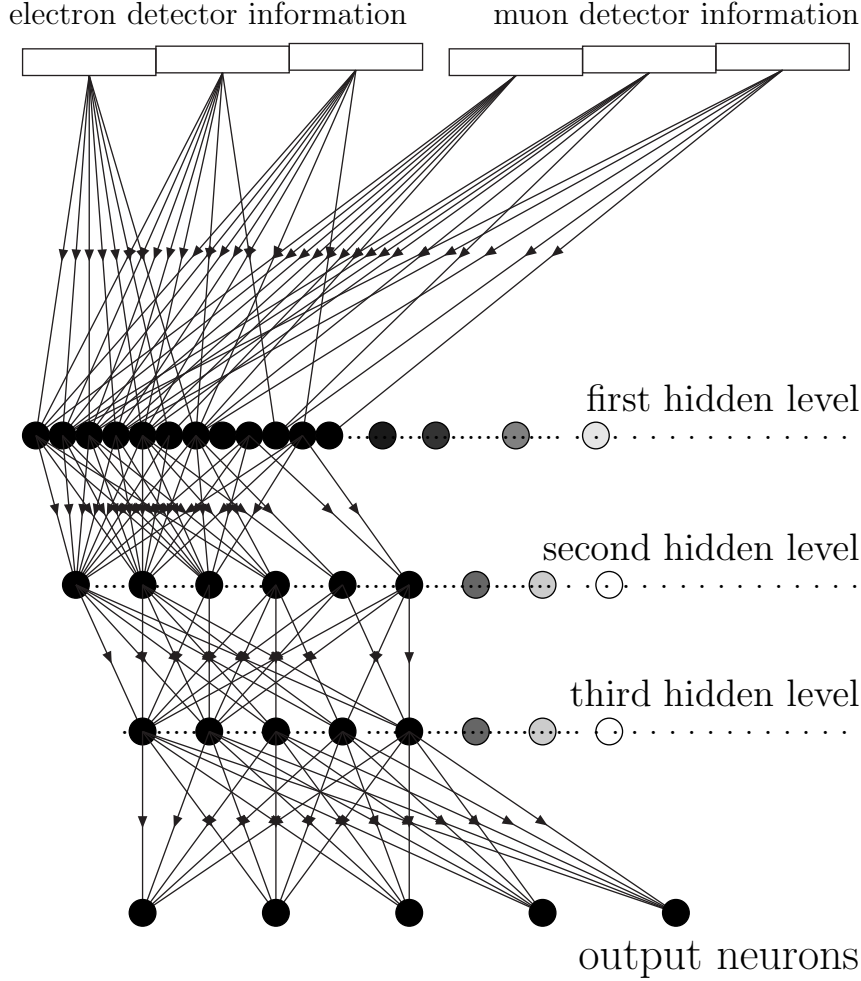 electron detector information
muon detector information
first hidden level
second hidden level
third hidden level
output neurons